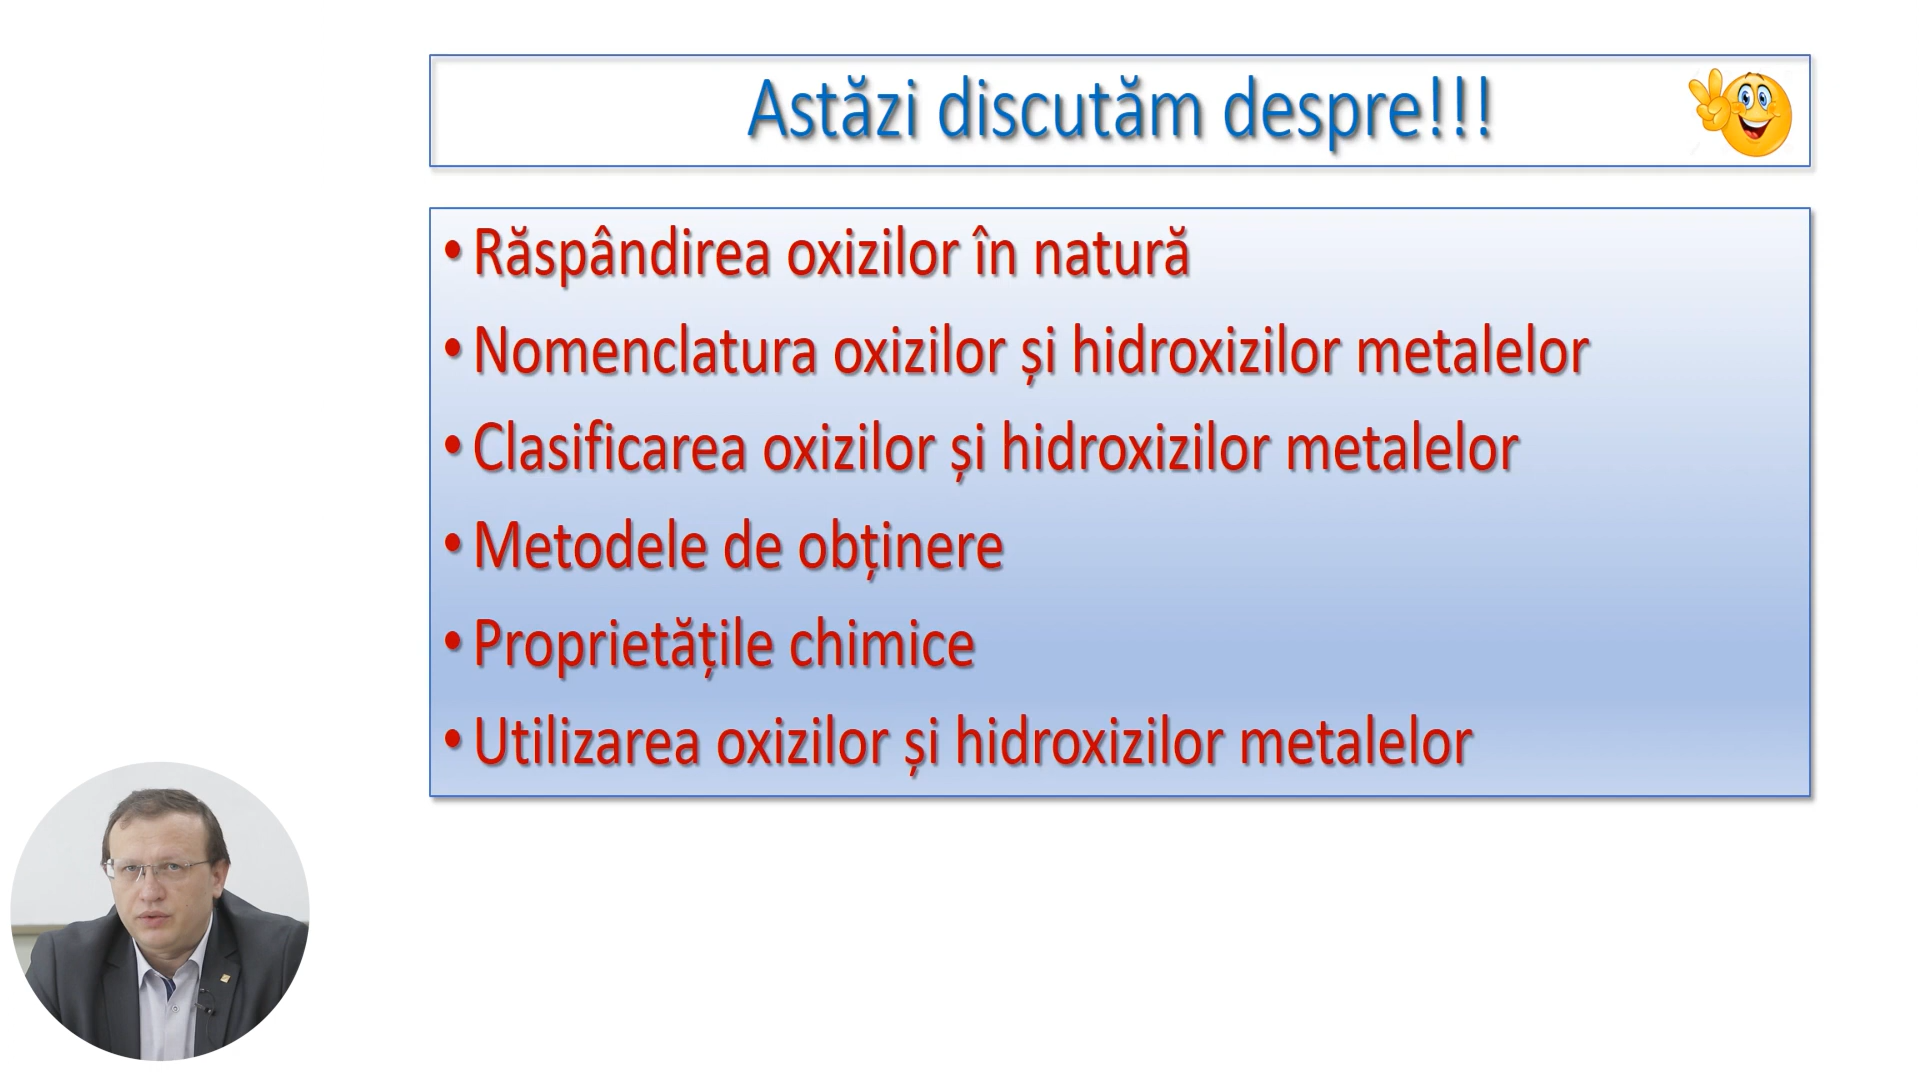 Astăzi discutăm despre!!!
• Răspândirea oxizilor în natură
• Nomenclatura oxizilor și hidroxizilor metalelor
• Clasificarea oxizilor și hidroxizilor metalelor
• Metodele de obținere
• Proprietățile chimice
• Utilizarea oxizilor și hidroxizilor metalelor